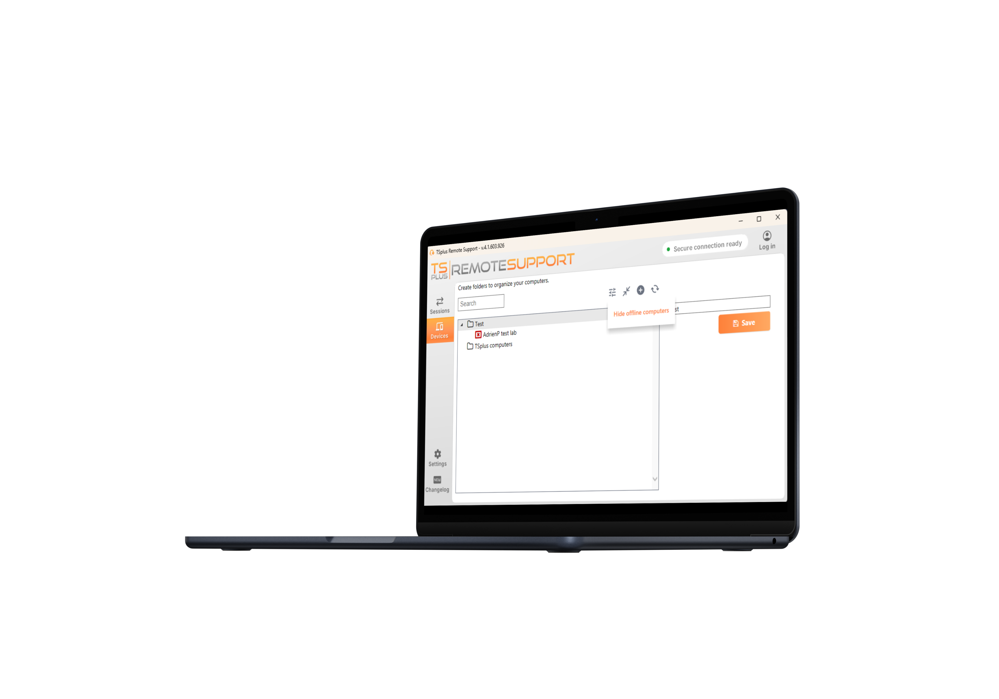 TSplus Remote Support - v.4.1.603.926
TS PLUS REMOTESUPPORT
Secure connection ready
Log in
Create folders to organize your computers.
Search
Sessions
Devices
Test
AdrienP test lab
TSplus computers
Hide offline computers
st
Save
Settings
NEW
Changelog